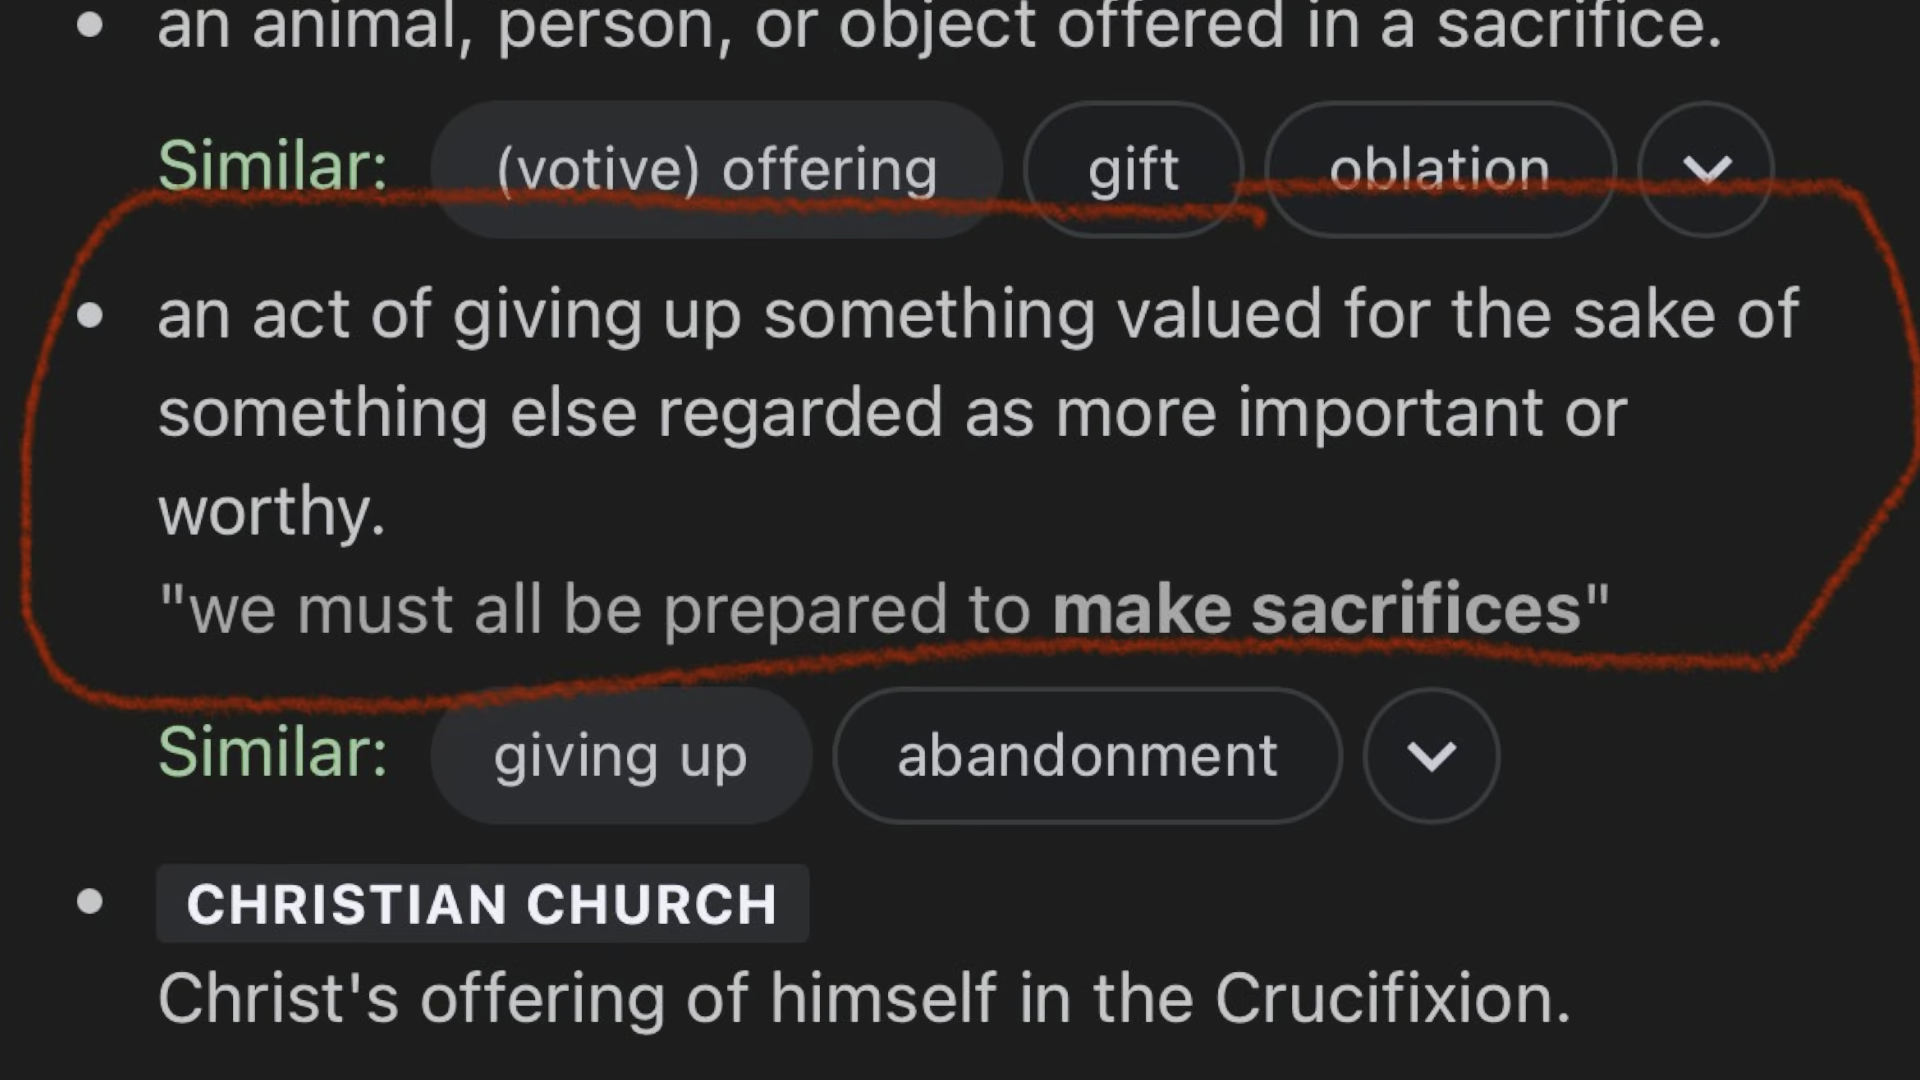 an animal, person, or object offered in a sacrifice.
Similar: (votive) offering gift oblation
an act of giving up something valued for the sake of
something else regarded as more important or
worthy.
"we must all be prepared to make sacrifices"
Similar: giving up abandonment
CHRISTIAN CHURCH
Christ's offering of himself in the Crucifixion.